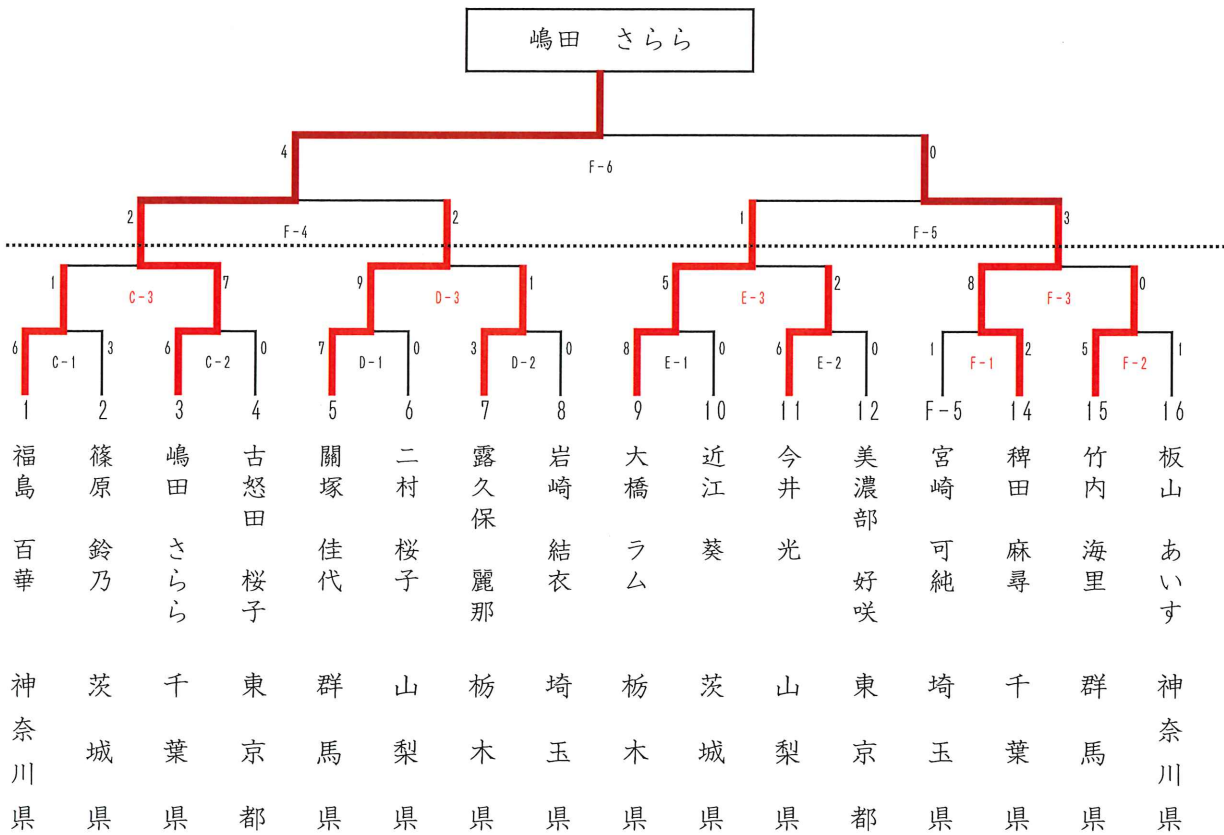 嶋田 さらら
4 0
F-6
2 2 1 3
F-4 F-5
1 7 9 1 5 2 8 0
C-3 D-3 E-3 F-3
6 3 6 0 7 0 3 0 8 0 6 0 1 2 5 1
C-1 C-2 D-1 D-2 E-1 E-2 F-1 F-2
1 2 3 4 5 6 7 8 9 10 11 12 F-5 14 15 16
福島 百華
篠原 鈴乃
嶋田 さらら
古怒田 桜子
關塚 佳代
二村 桜子
露久保 麗那
岩崎 結衣
大橋 ラム
近江 葵
今井 光
美濃部 好咲
宮崎 可純
稗田 麻尋
竹内 海里
板山 あいす
神奈川県
茨城県
千葉県
東京都
群馬県
山梨県
栃木県
埼玉県
栃木県
茨城県
山梨県
東京都
埼玉県
千葉県
群馬県
神奈川県